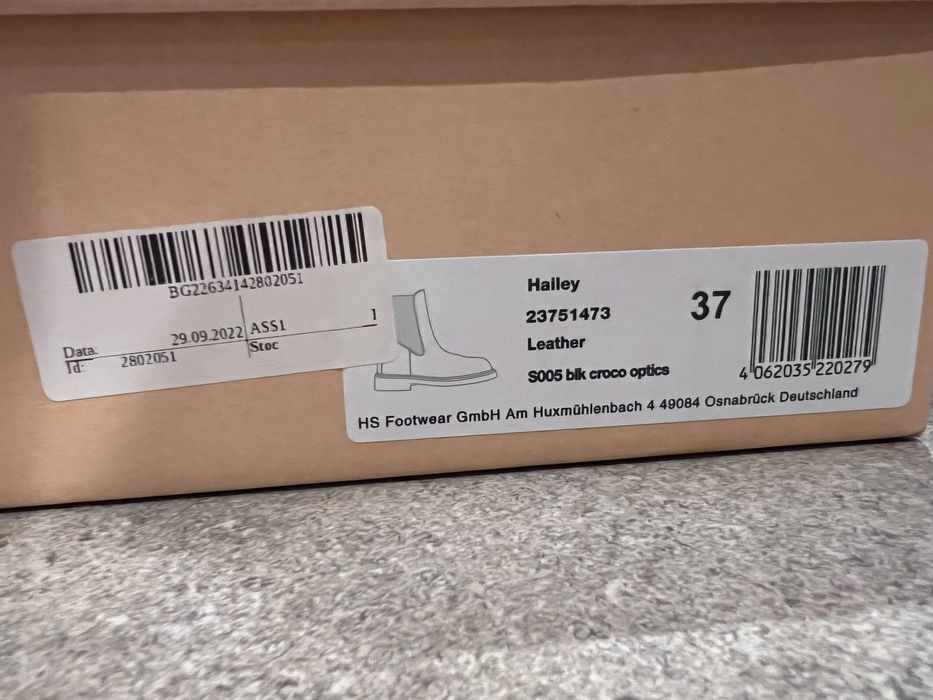 BG22634142802051
Data: 29.09.2022 ASS1 1
Id: 2802051 Stoc
Hailey
23751473
Leather
S005 blk croco optics
37
4 062035 220279
HS Footwear GmbH Am Huxmühlenbach 4 49084 Osnabrück Deutschland